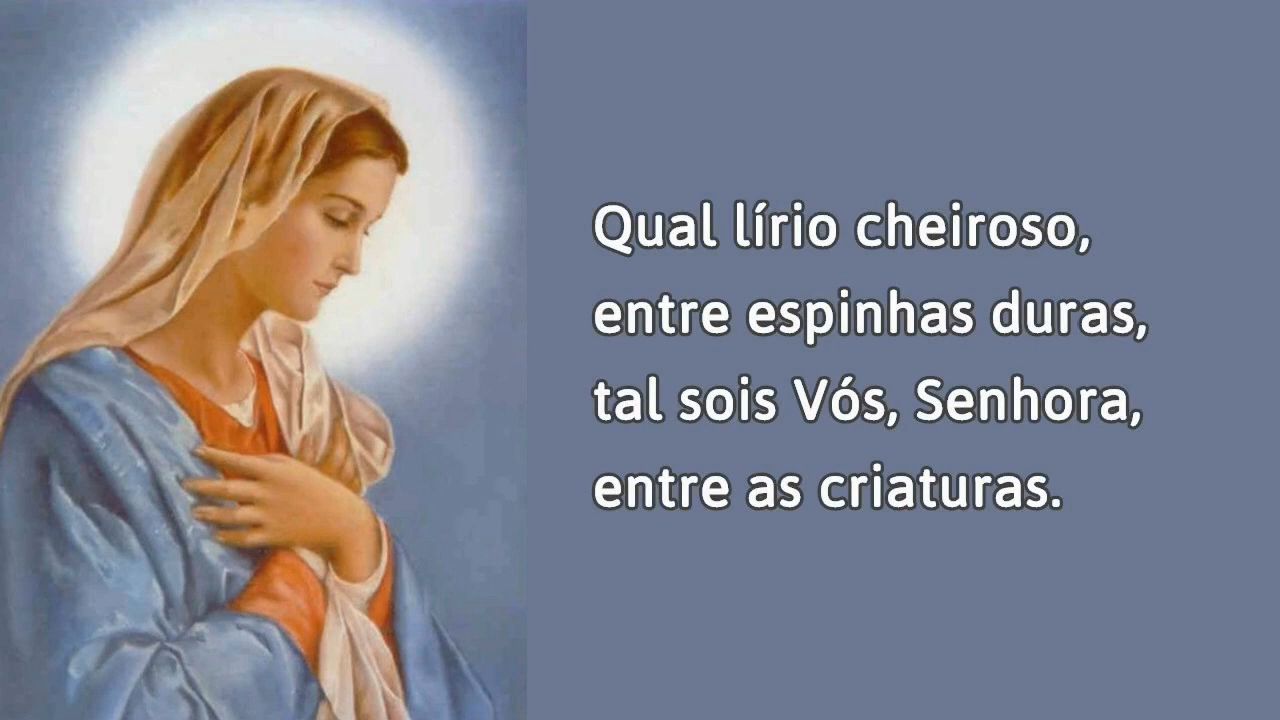 Qual lírio cheiroso,
entre espinhas duras,
tal sois Vós, Senhora,
entre as criaturas.